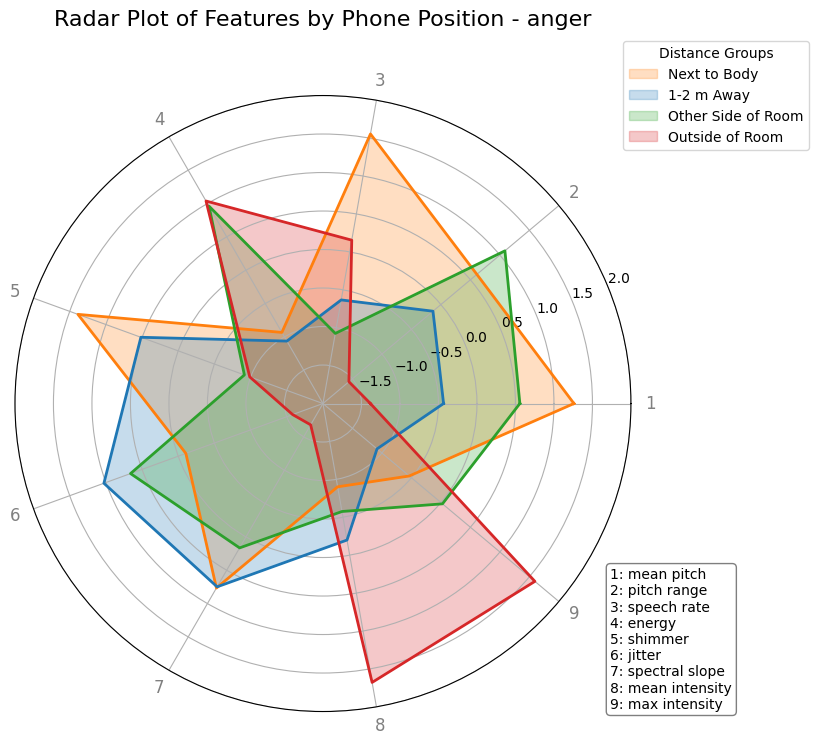 Radar Plot of Features by Phone Position - anger
Distance Groups
Next to Body
1-2 m Away
Other Side of Room
Outside of Room
3
4
2
5
2.0
1.5
1.0
0.5
0.0
−0.5
−1.0
−1.5
1
6
7
8
9
1: mean pitch
2: pitch range
3: speech rate
4: energy
5: shimmer
6: jitter
7: spectral slope
8: mean intensity
9: max intensity